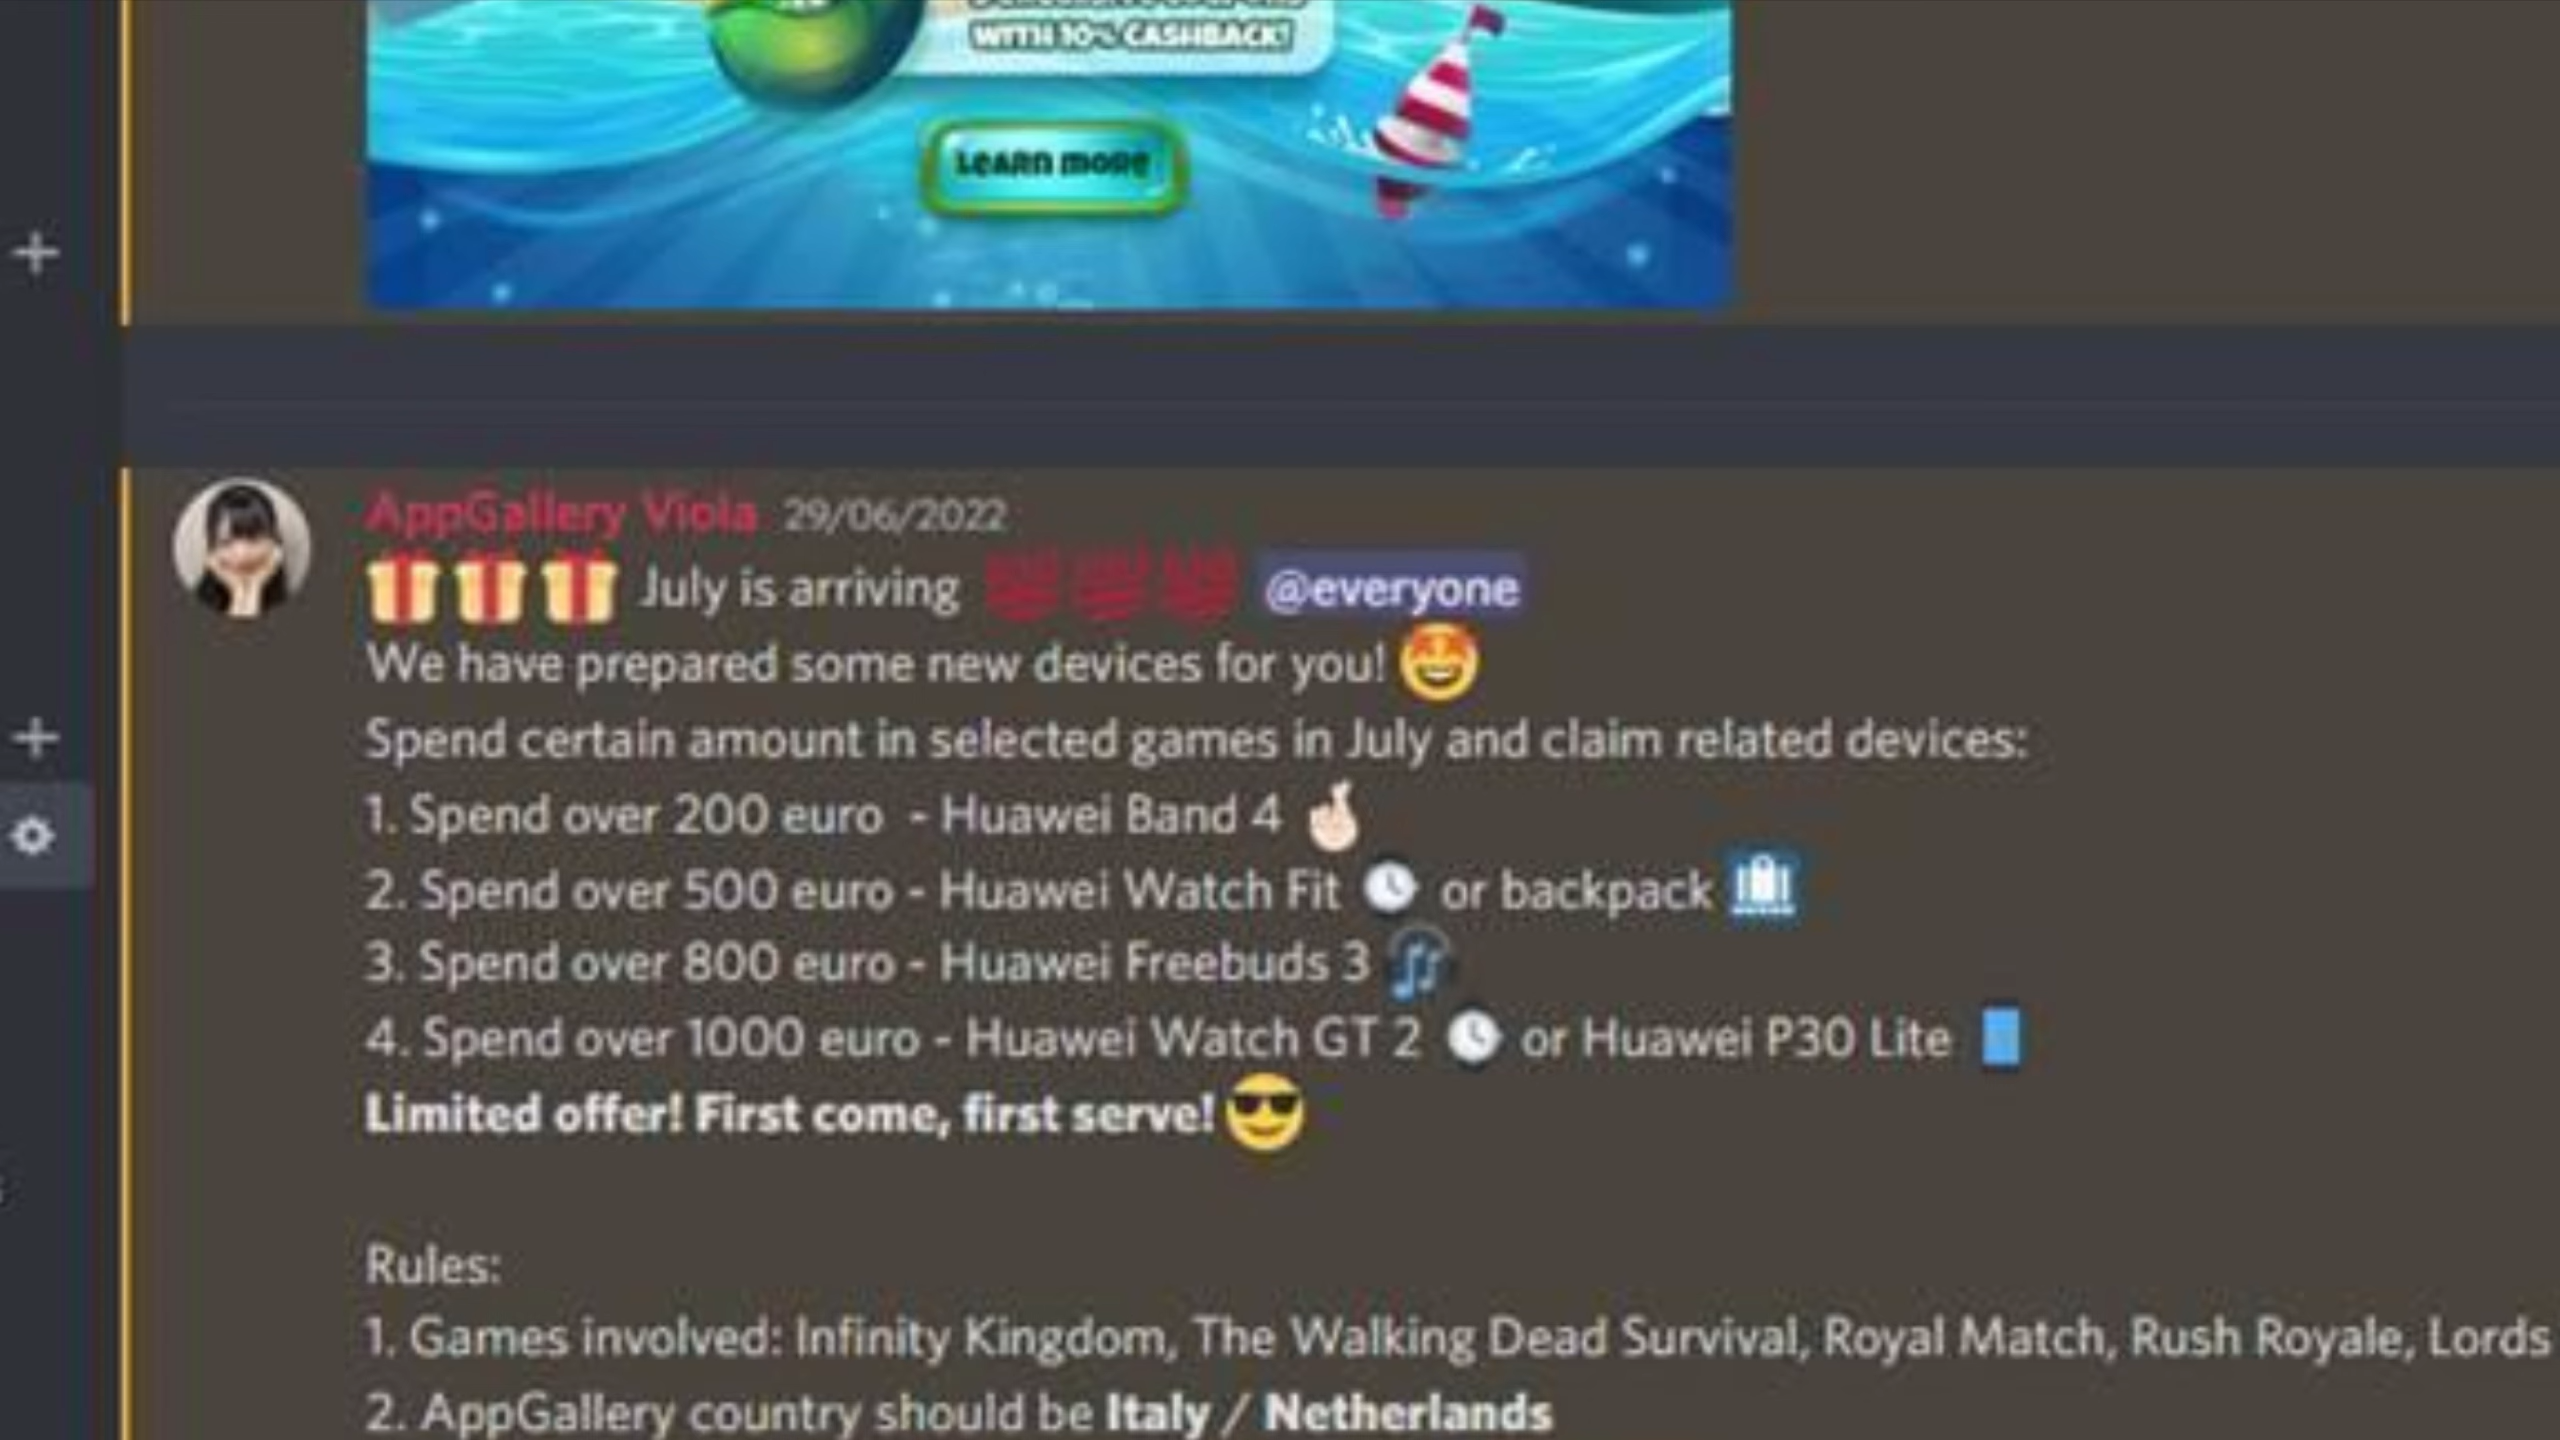 WITH 10% CASHBACK!
LEARN MORE
AppGallery Viola 29/06/2022
July is arriving @everyone
We have prepared some new devices for you!
Spend certain amount in selected games in July and claim related devices:
1. Spend over 200 euro - Huawei Band 4
2. Spend over 500 euro - Huawei Watch Fit or backpack
3. Spend over 800 euro - Huawei Freebuds 3
4. Spend over 1000 euro - Huawei Watch GT 2 or Huawei P30 Lite
Limited offer! First come, first serve!
Rules:
1. Games involved: Infinity Kingdom, The Walking Dead Survival, Royal Match, Rush Royale, Lords
2. AppGallery country should be Italy / Netherlands